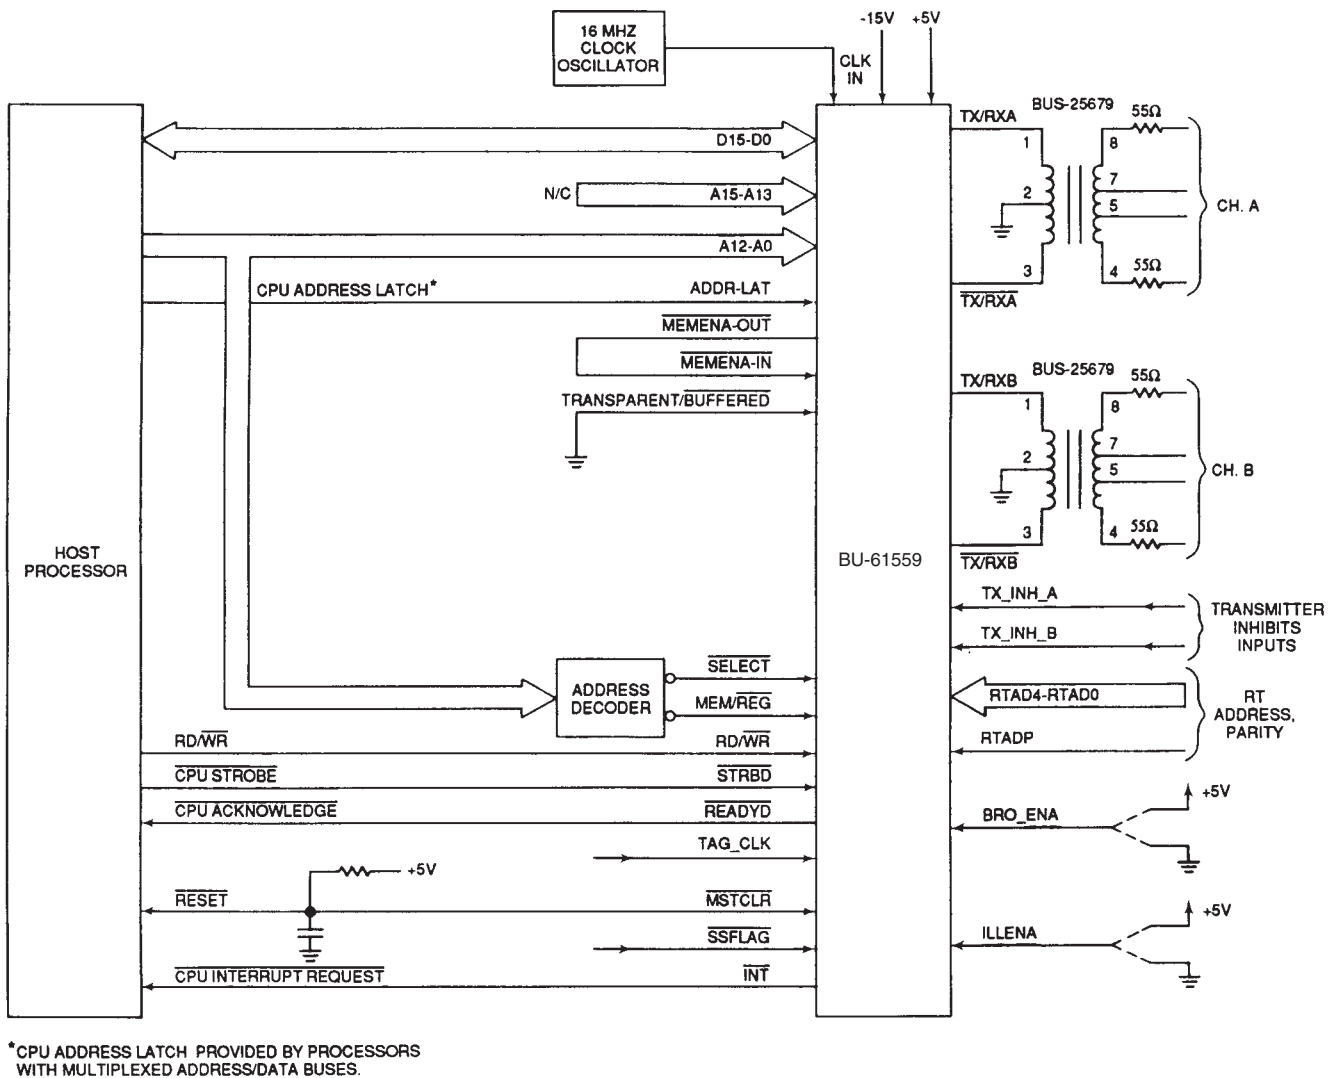 16 MHZ
CLOCK
OSCILLATOR
-15V
+5V
CLK
IN
D15-D0
N/C
A15-A13
A12-A0
CPU ADDRESS LATCH*
ADDR-LAT
MEMENA-OUT
MEMENA-IN
TRANSPARENT/BUFFERED
HOST
PROCESSOR
BU-61559
ADDRESS
DECODER
SELECT
MEM/REG
RD/WR
RD/WR
CPU STROBE
STRBD
CPU ACKNOWLEDGE
READYD
TAG_CLK
+5V
RESET
MSTCLR
SSFLAG
CPU INTERRUPT REQUEST
INT
TX/RXA
BUS-25679
55Ω
1
8
2
7
5
CH. A
3
4
55Ω
TX/RXA
TX/RXB
BUS-25679
55Ω
1
8
2
7
5
CH. B
3
4
55Ω
TX/RXB
TX_INH_A
TX_INH_B
TRANSMITTER
INHIBITS
INPUTS
RTAD4-RTAD0
RTADP
RT
ADDRESS,
PARITY
BRO_ENA
+5V
ILLENA
+5V
*CPU ADDRESS LATCH PROVIDED BY PROCESSORS
WITH MULTIPLEXED ADDRESS/DATA BUSES.